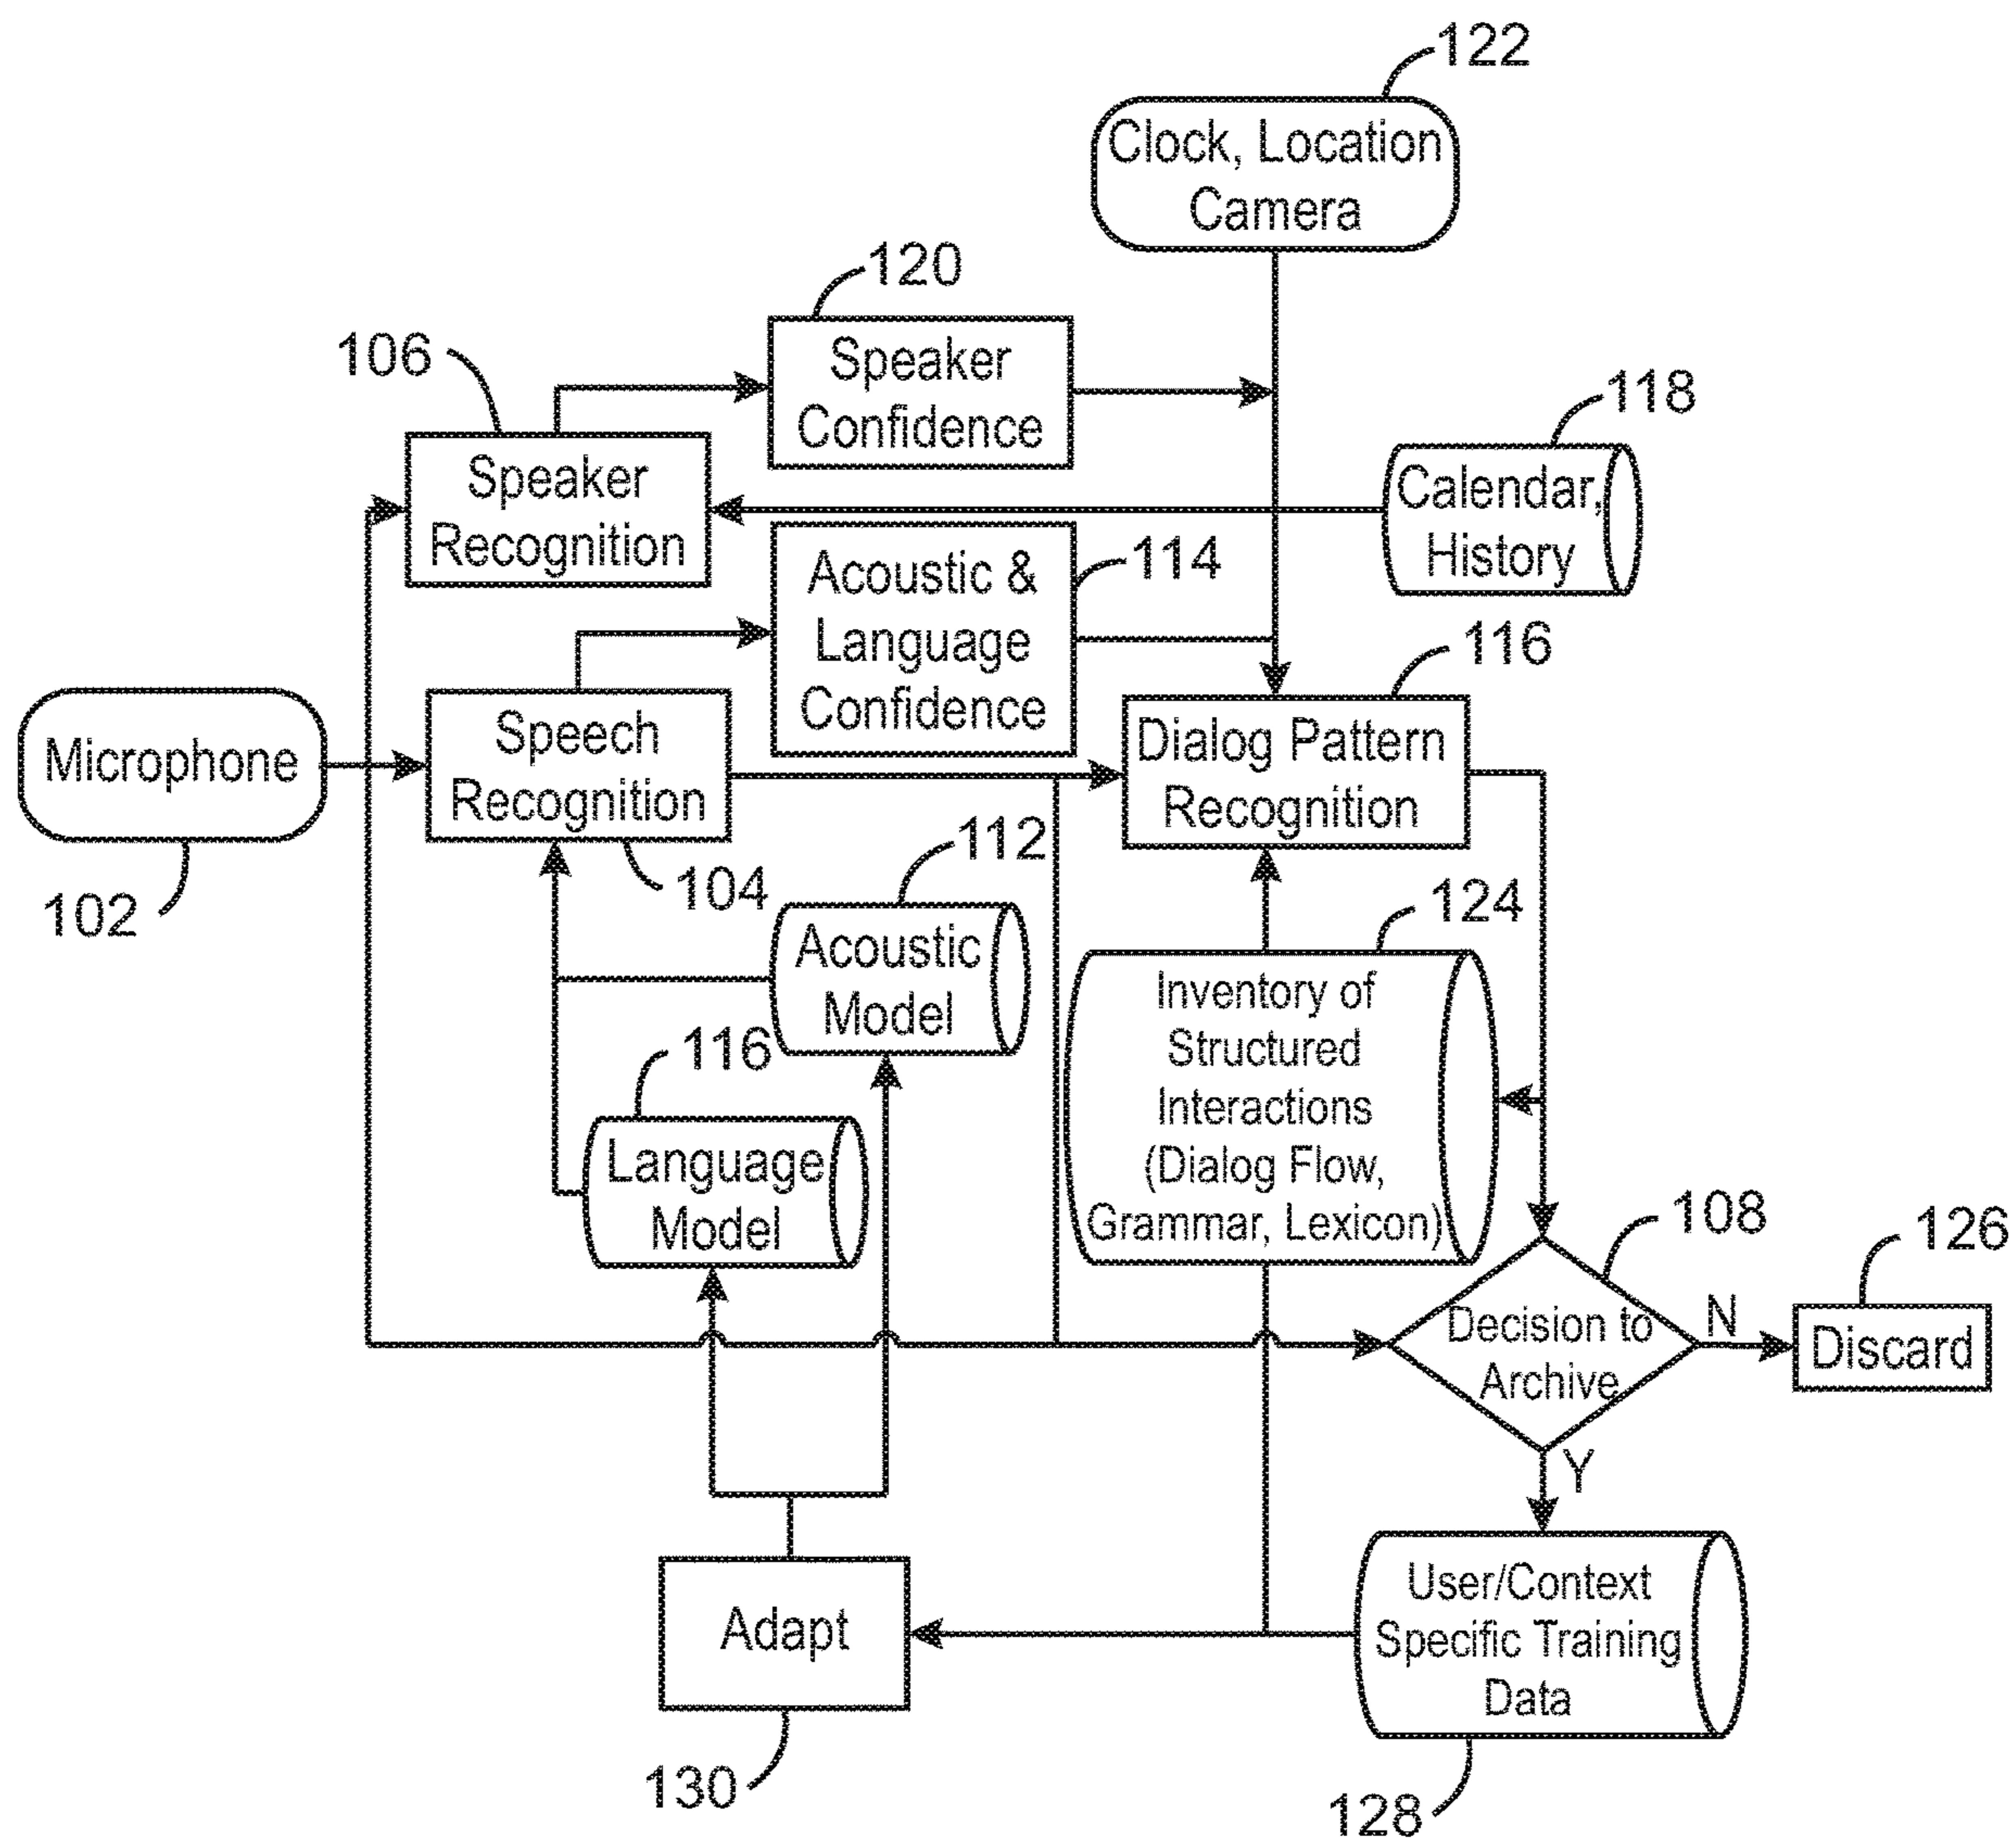 122
Clock, Location
Camera
120
Speaker
Confidence
106
Speaker
Recognition
118
Calendar,
History
Acoustic &
Language
Confidence
114
116
Microphone
102
Speech
Recognition
104
Dialog Pattern
Recognition
112
Acoustic
Model
124
Inventory of
Structured
Interactions
(Dialog Flow,
Grammar, Lexicon)
116
Language
Model
108
Decision to
Archive
N
126
Discard
Y
User/Context
Specific Training
Data
128
Adapt
130